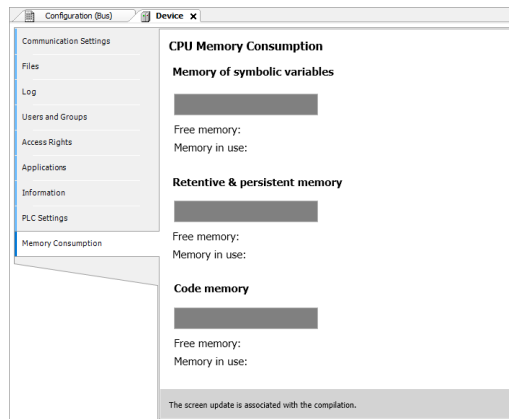 Configuration (Bus)
Device
Communication Settings
Files
Log
Users and Groups
Access Rights
Applications
Information
PLC Settings
Memory Consumption
CPU Memory Consumption
Memory of symbolic variables
Free memory:
Memory in use:
Retentive & persistent memory
Free memory:
Memory in use:
Code memory
Free memory:
Memory in use:
The screen update is associated with the compilation.